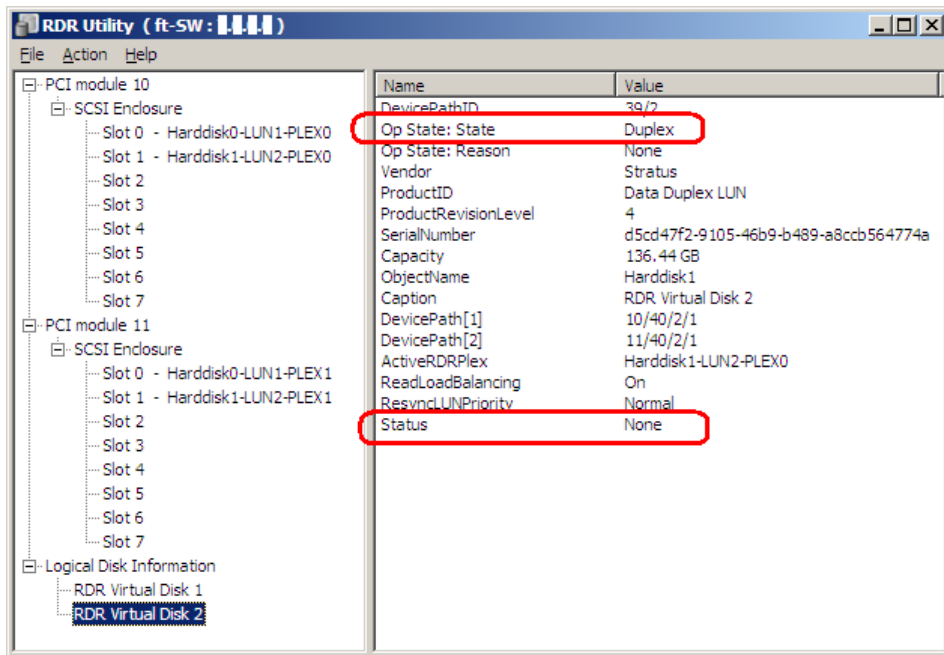 RDR Utility ( ft-SW : . . . )
File Action Help
PCI module 10
SCSI Enclosure
Slot 0 - Harddisk0-LUN1-PLEX0
Slot 1 - Harddisk1-LUN2-PLEX0
Slot 2
Slot 3
Slot 4
Slot 5
Slot 6
Slot 7
PCI module 11
SCSI Enclosure
Slot 0 - Harddisk0-LUN1-PLEX1
Slot 1 - Harddisk1-LUN2-PLEX1
Slot 2
Slot 3
Slot 4
Slot 5
Slot 6
Slot 7
Logical Disk Information
RDR Virtual Disk 1
RDR Virtual Disk 2
Name Value
DevicePathID 39/2
Op State: State Duplex
Op State: Reason None
Vendor Stratus
ProductID Data Duplex LUN
ProductRevisionLevel 4
SerialNumber d5cd47f2-9105-46b9-b489-a8ccb564774a
Capacity 136.44 GB
ObjectName Harddisk1
Caption RDR Virtual Disk 2
DevicePath[1] 10/40/2/1
DevicePath[2] 11/40/2/1
ActiveRDRPlex Harddisk1-LUN2-PLEX0
ReadLoadBalancing On
ResyncLUNPriority Normal
Status None